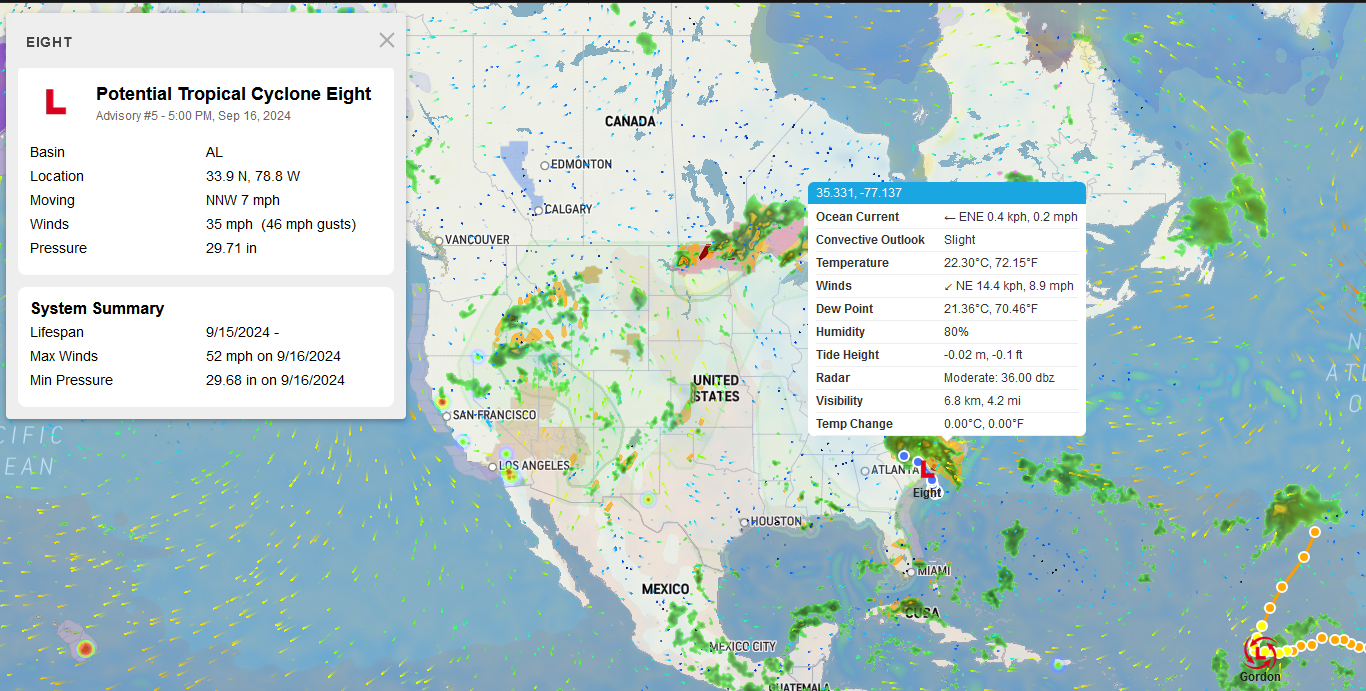 EIGHT
L
Potential Tropical Cyclone Eight
Advisory #5 - 5:00 PM, Sep 16, 2024
Basin AL
Location 33.9 N, 78.8 W
Moving NNW 7 mph
Winds 35 mph (46 mph gusts)
Pressure 29.71 in
System Summary
Lifespan 9/15/2024 -
Max Winds 52 mph on 9/16/2024
Min Pressure 29.68 in on 9/16/2024
CANADA
EDMONTON
CALGARY
VANCOUVER
35.331, -77.137
Ocean Current ← ENE 0.4 kph, 0.2 mph
Convective Outlook Slight
Temperature 22.30°C, 72.15°F
Winds ↙ NE 14.4 kph, 8.9 mph
Dew Point 21.36°C, 70.46°F
Humidity 80%
Tide Height -0.02 m, -0.1 ft
Radar Moderate: 36.00 dbz
Visibility 6.8 km, 4.2 mi
Temp Change 0.00°C, 0.00°F
UNITED
STATES
SAN FRANCISCO
CIFIC
EAN
LOS ANGELES
ATLANTA
L
Eight
HOUSTON
MIAMI
MEXICO
CUBA
MEXICO CITY
GUATEMALA
L
Gordon
N
ATL
O